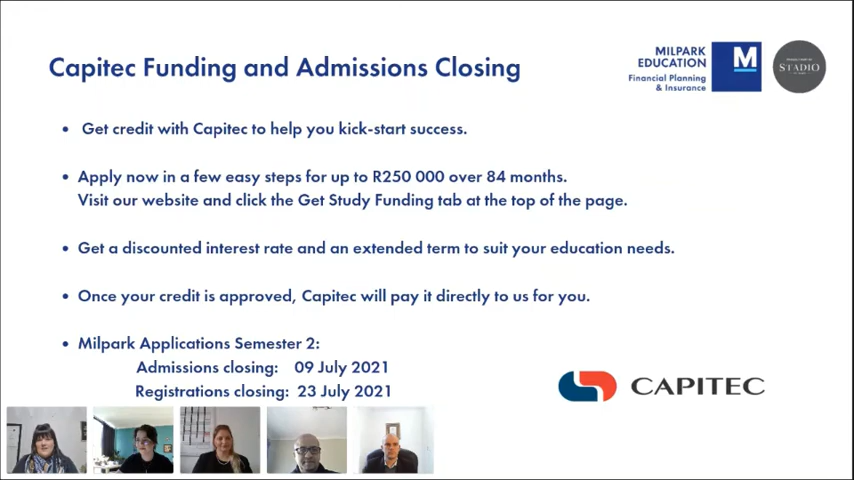 Capitec Funding and Admissions Closing
MILPARK
EDUCATION
Financial Planning
& Insurance
M
STADIO
• Get credit with Capitec to help you kick-start success.
• Apply now in a few easy steps for up to R250 000 over 84 months.
Visit our website and click the Get Study Funding tab at the top of the page.
• Get a discounted interest rate and an extended term to suit your education needs.
• Once your credit is approved, Capitec will pay it directly to us for you.
• Milpark Applications Semester 2:
Admissions closing: 09 July 2021
Registrations closing: 23 July 2021
CAPITEC